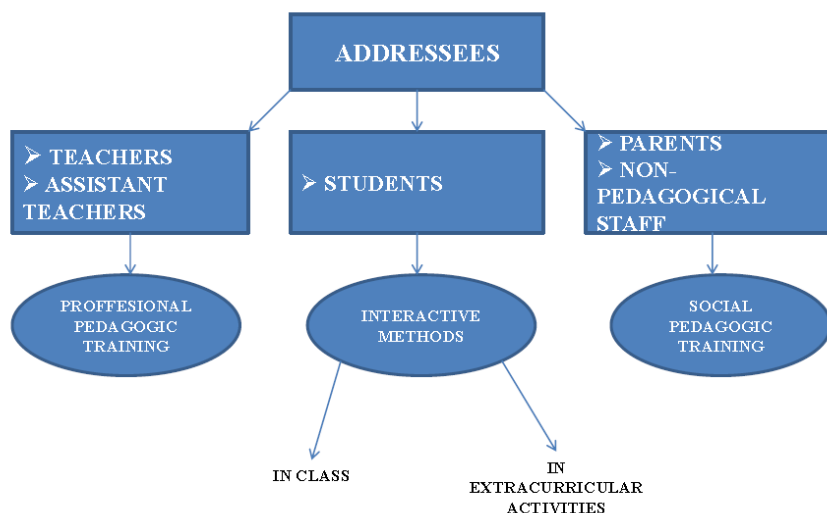 ADDRESSEES
➢ TEACHERS
➢ ASSISTANT
TEACHERS
➢ STUDENTS
➢ PARENTS
➢ NON-
PEDAGOGICAL
STAFF
PROFFESIONAL
PEDAGOGIC
TRAINING
INTERACTIVE
METHODS
SOCIAL
PEDAGOGIC
TRAINING
IN CLASS
IN
EXTRACURRICULAR
ACTIVITIES